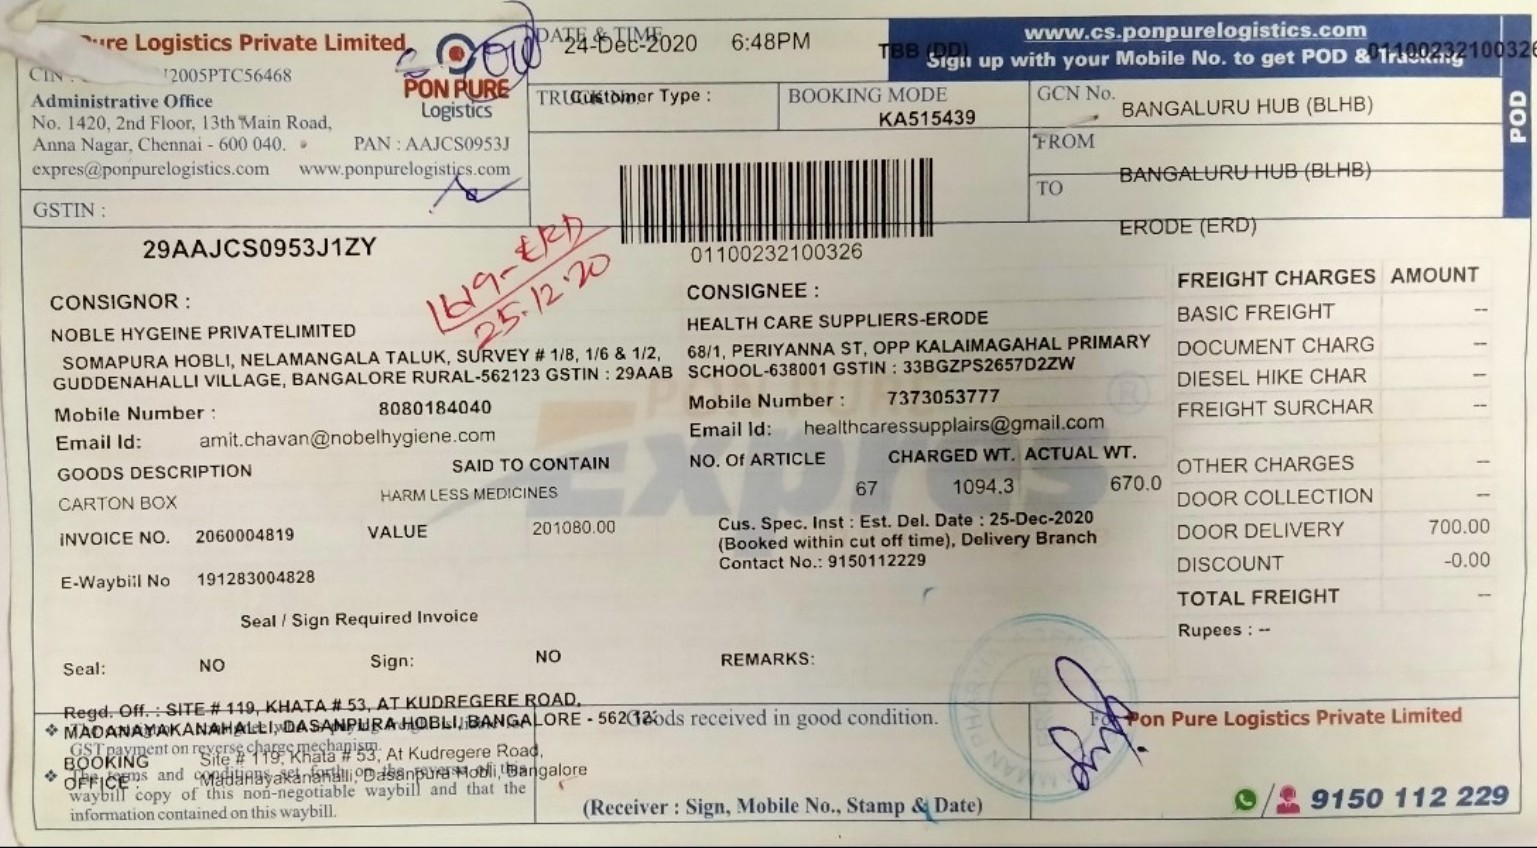 ure Logistics Private Limited
CIN : 2005PTC56468
Administrative Office
No. 1420, 2nd Floor, 13th Main Road,
Anna Nagar, Chennai - 600 040. PAN : AAJCS0953J
expres@ponpurelogistics.com www.ponpurelogistics.com
PON PURE
Logistics
GSTIN :
29AAJCS0953J1ZY
DATE & TIME
24-Dec-2020 6:48PM
TBB (DD)
www.cs.ponpurelogistics.com
Sign up with your Mobile No. to get POD & Tracking
0110023210032
POD
Customer Type :
BOOKING MODE
KA515439
GCN No.
BANGALURU HUB (BLHB)
FROM
BANGALURU HUB (BLHB)
TO
ERODE (ERD)
01100232100326
1619-ERD
25.12.20
CONSIGNOR :
NOBLE HYGEINE PRIVATELIMITED
SOMAPURA HOBLI, NELAMANGALA TALUK, SURVEY # 1/8, 1/6 & 1/2,
GUDDENAHALLI VILLAGE, BANGALORE RURAL-562123 GSTIN : 29AAB
Mobile Number : 8080184040
Email Id: amit.chavan@nobelhygiene.com
CONSIGNEE :
HEALTH CARE SUPPLIERS-ERODE
68/1, PERIYANNA ST, OPP KALAIMAGAHAL PRIMARY
SCHOOL-638001 GSTIN : 33BGZPS2657D2ZW
Mobile Number : 7373053777
Email Id: healthcaressupplairs@gmail.com
GOODS DESCRIPTION SAID TO CONTAIN NO. Of ARTICLE CHARGED WT. ACTUAL WT.
CARTON BOX HARM LESS MEDICINES 67 1094.3 670.0
INVOICE NO. 2060004819 VALUE 201080.00
E-Waybill No 191283004828
Cus. Spec. Inst : Est. Del. Date : 25-Dec-2020
(Booked within cut off time), Delivery Branch
Contact No.: 9150112229
PON PURE
Expres
®
Seal / Sign Required Invoice
Seal: NO Sign: NO
REMARKS:
FREIGHT CHARGES AMOUNT
BASIC FREIGHT --
DOCUMENT CHARG --
DIESEL HIKE CHAR --
FREIGHT SURCHAR --
OTHER CHARGES --
DOOR COLLECTION --
DOOR DELIVERY 700.00
DISCOUNT -0.00
TOTAL FREIGHT --
Rupees : --
Regd. Off. : SITE # 119, KHATA # 53, AT KUDREGERE ROAD,
MADANAYAKANAHALLI, DASANPURA HOBLI, BANGALORE - 562
GST payment on reverse charge mechanism.
BOOKING Site # 119, Khata # 53, At Kudregere Road,
OFFICE : Madanayakanahalli, Dasanpura Hobli, Bangalore
waybill copy of this non-negotiable waybill and that the
information contained on this waybill.
Goods received in good condition.
(Receiver : Sign, Mobile No., Stamp & Date)
For Pon Pure Logistics Private Limited
9150 112 229